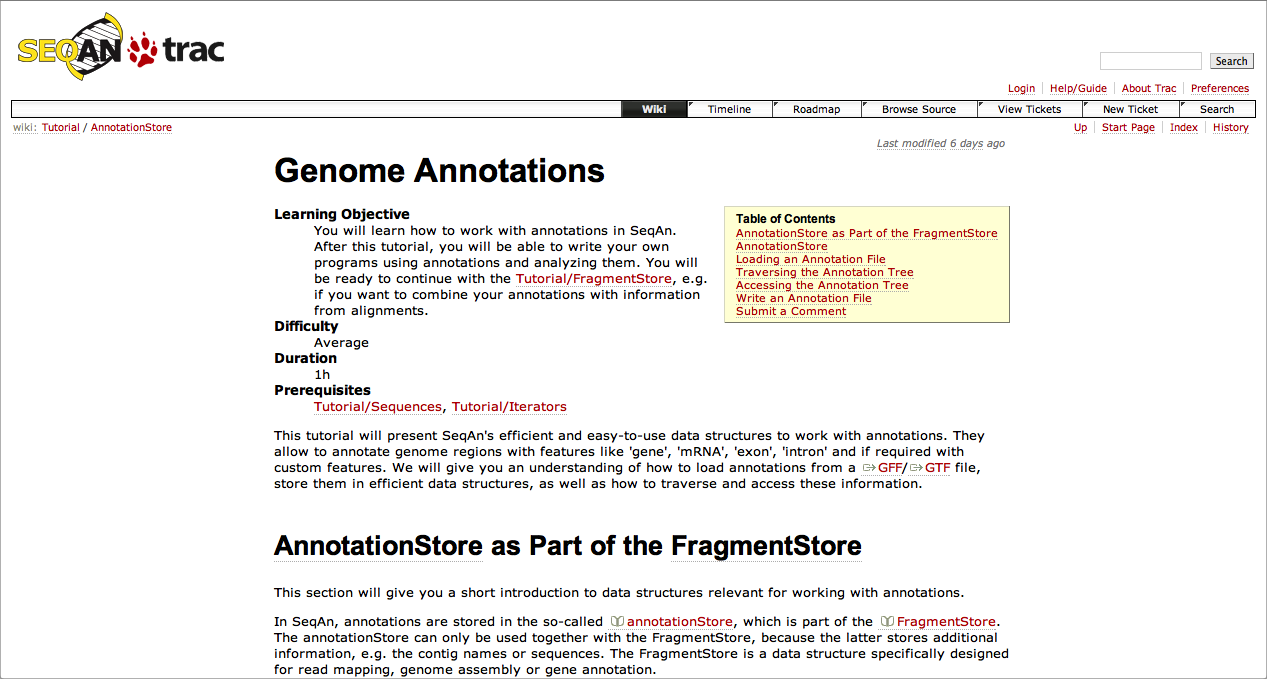 SEQAN trac
Search
Login Help/Guide About Trac Preferences
Wiki Timeline Roadmap Browse Source View Tickets New Ticket Search
wiki: Tutorial / AnnotationStore
Up Start Page Index History
Last modified 6 days ago
Genome Annotations
Learning Objective
You will learn how to work with annotations in SeqAn.
After this tutorial, you will be able to write your own
programs using annotations and analyzing them. You will
be ready to continue with the Tutorial/FragmentStore, e.g.
if you want to combine your annotations with information
from alignments.
Difficulty
Average
Duration
1h
Prerequisites
Tutorial/Sequences, Tutorial/Iterators
Table of Contents
AnnotationStore as Part of the FragmentStore
AnnotationStore
Loading an Annotation File
Traversing the Annotation Tree
Accessing the Annotation Tree
Write an Annotation File
Submit a Comment
This tutorial will present SeqAn's efficient and easy-to-use data structures to work with annotations. They
allow to annotate genome regions with features like 'gene', 'mRNA', 'exon', 'intron' and if required with
custom features. We will give you an understanding of how to load annotations from a GFF/GTF file,
store them in efficient data structures, as well as how to traverse and access these information.
AnnotationStore as Part of the FragmentStore
This section will give you a short introduction to data structures relevant for working with annotations.
In SeqAn, annotations are stored in the so-called annotationStore, which is part of the FragmentStore.
The annotationStore can only be used together with the FragmentStore, because the latter stores additional
information, e.g. the contig names or sequences. The FragmentStore is a data structure specifically designed
for read mapping, genome assembly or gene annotation.